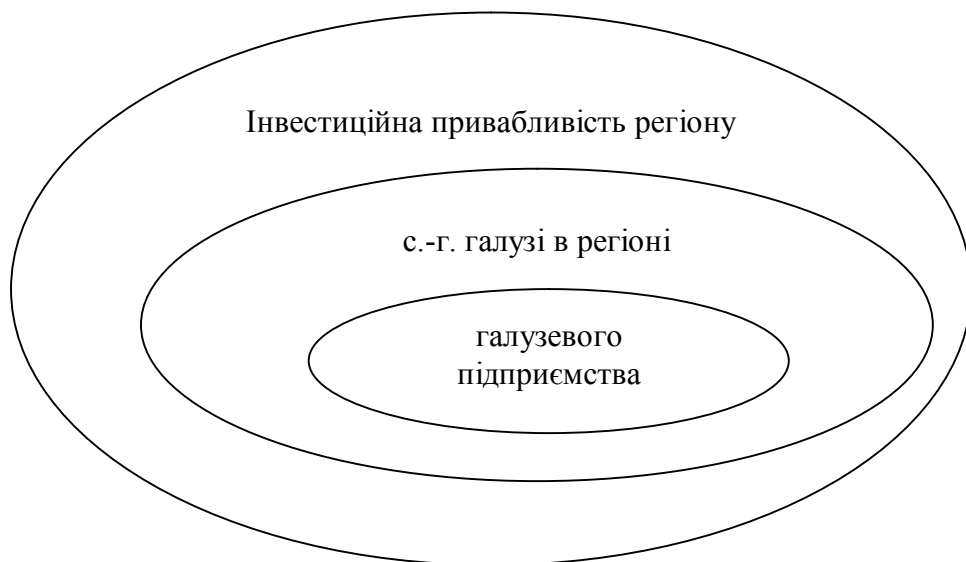 Інвестиційна привабливість регіону
с.-г. галузі в регіоні
галузевого
підприємства